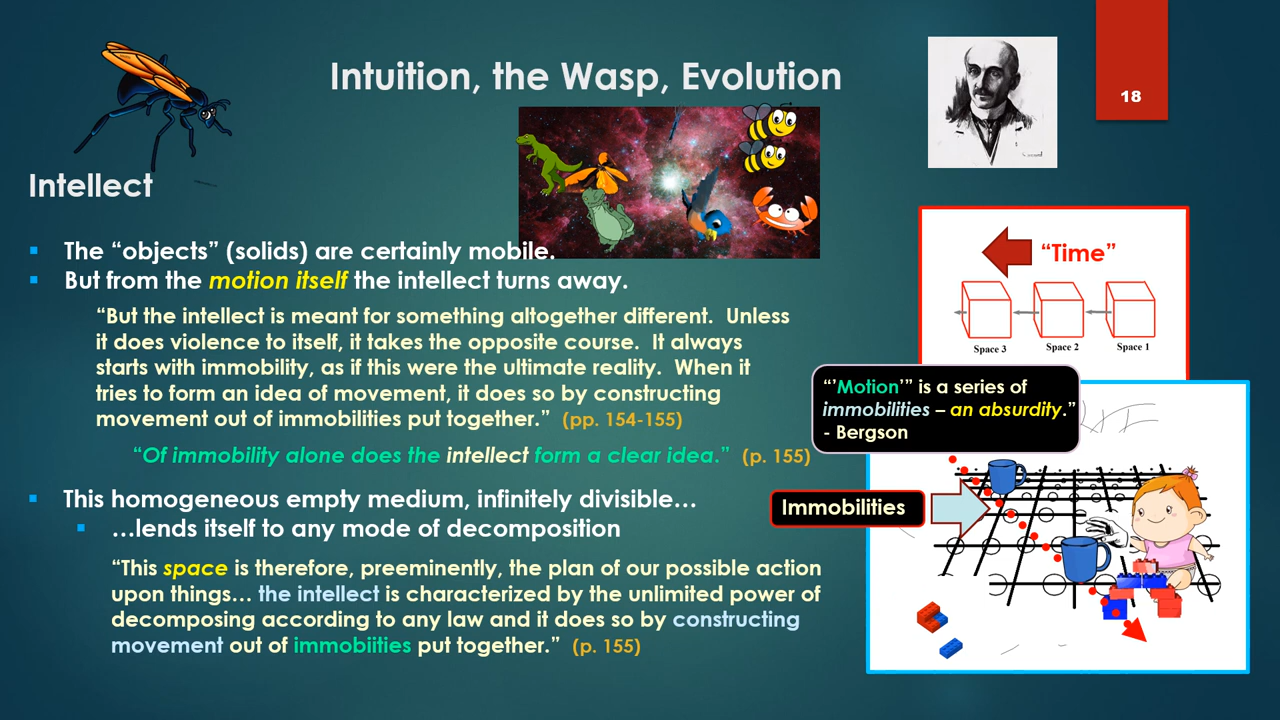 Intuition, the Wasp, Evolution
18
Intellect
The “objects” (solids) are certainly mobile.
But from the motion itself the intellect turns away.
“But the intellect is meant for something altogether different. Unless
it does violence to itself, it takes the opposite course. It always
starts with immobility, as if this were the ultimate reality. When it
tries to form an idea of movement, it does so by constructing
movement out of immobilities put together.” (pp. 154-155)
“Of immobility alone does the intellect form a clear idea.” (p. 155)
This homogeneous empty medium, infinitely divisible…
…lends itself to any mode of decomposition
“This space is therefore, preeminently, the plan of our possible action
upon things… the intellect is characterized by the unlimited power of
decomposing according to any law and it does so by constructing
movement out of immobiities put together.” (p. 155)
“Time”
Space 3 Space 2 Space 1
“’Motion’” is a series of
immobilities – an absurdity.”
- Bergson
Immobilities